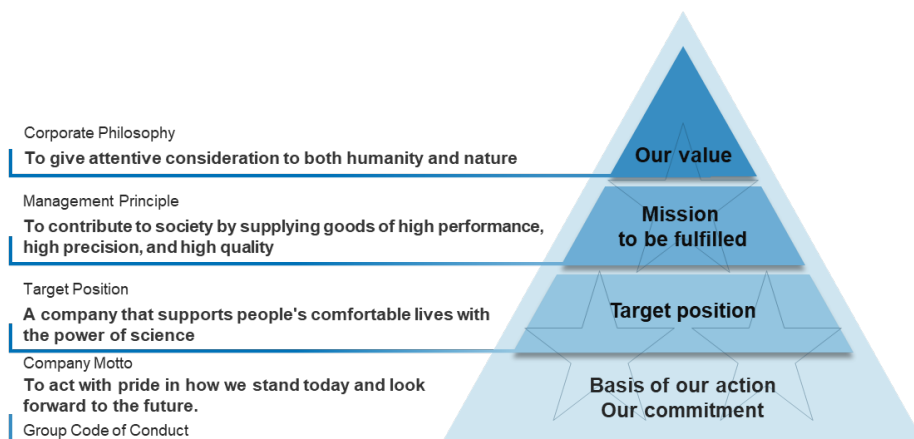 Corporate Philosophy
To give attentive consideration to both humanity and nature
Our value
Management Principle
To contribute to society by supplying goods of high performance,
high precision, and high quality
Mission
to be fulfilled
Target Position
A company that supports people's comfortable lives with
the power of science
Target position
Company Motto
To act with pride in how we stand today and look
forward to the future.
Group Code of Conduct
Basis of our action
Our commitment